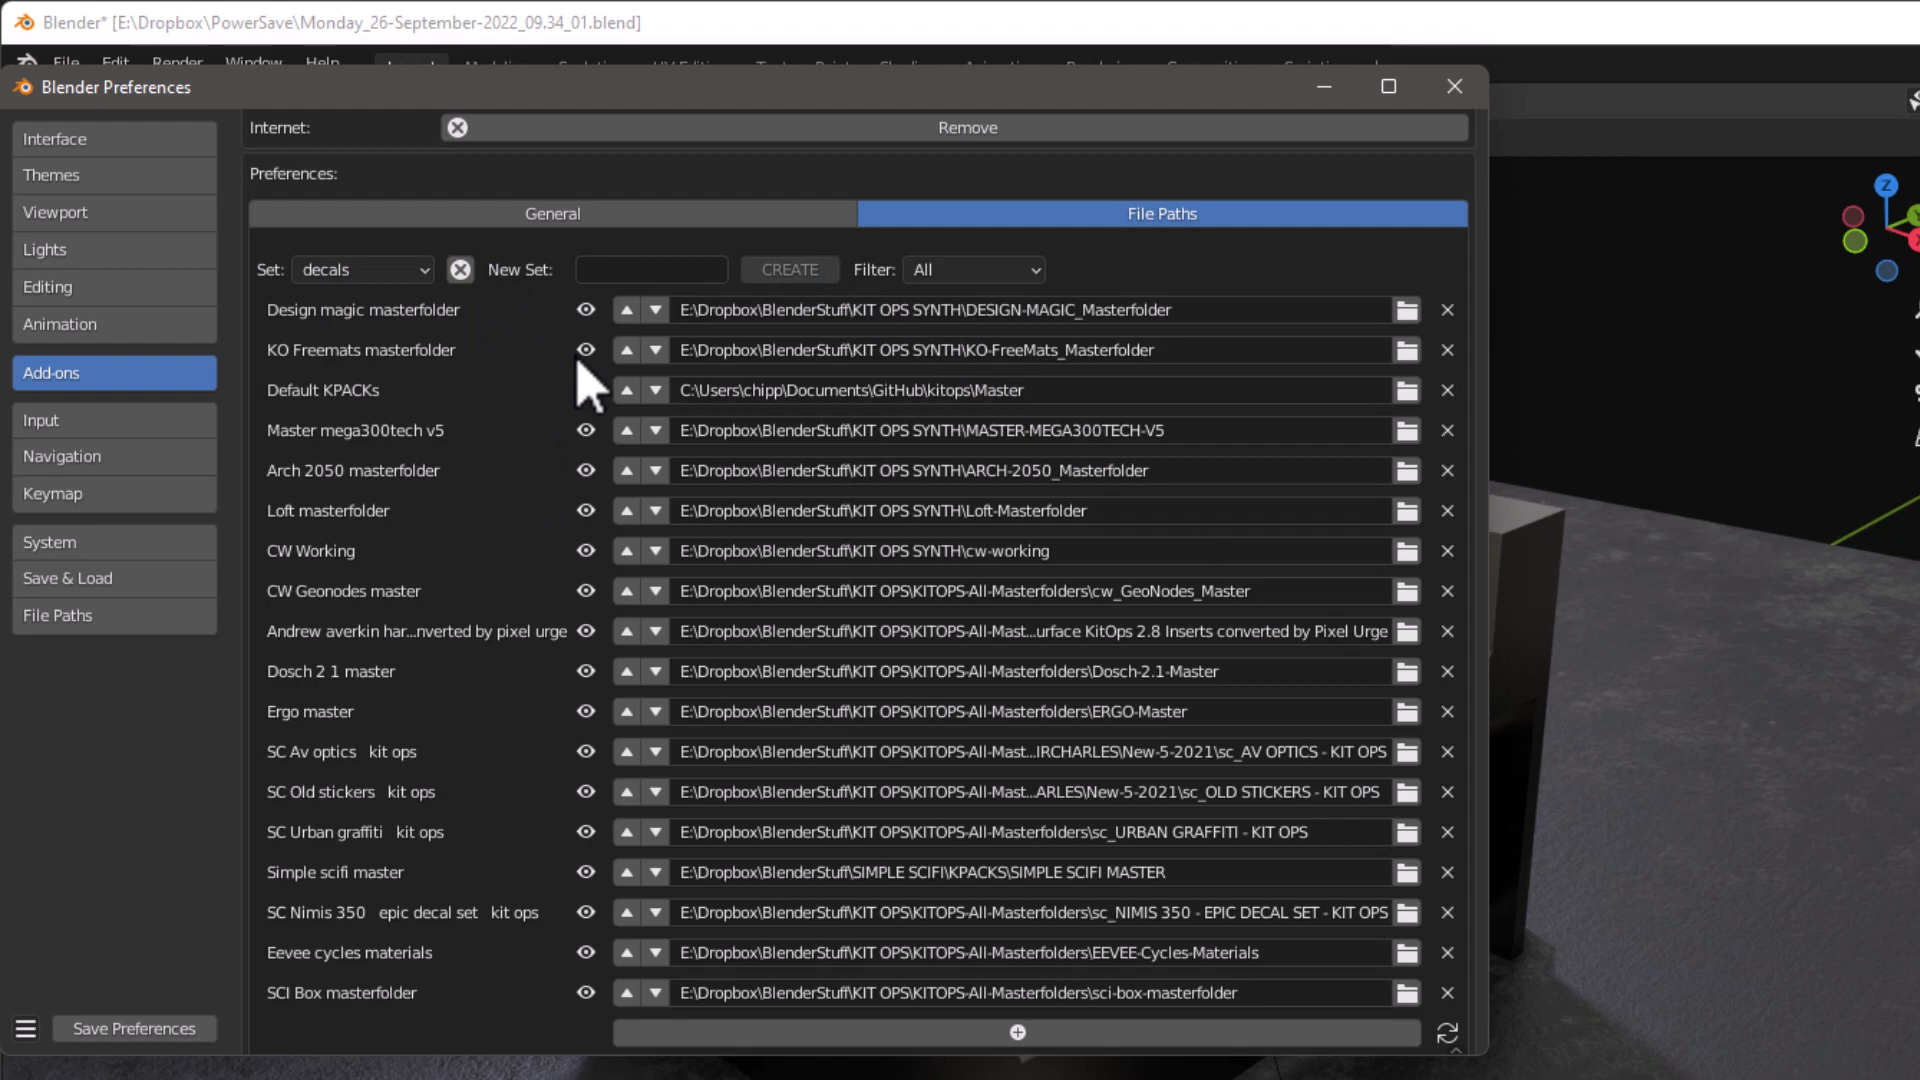 Blender* [E:\Dropbox\PowerSave\Monday_26-September-2022_09.34_01.blend]
File Edit Render Window Help
Blender Preferences
Interface
Themes
Viewport
Lights
Editing
Animation
Add-ons
Input
Navigation
Keymap
System
Save & Load
File Paths
Save Preferences
Internet: Remove
Preferences:
General File Paths
Set: decals New Set: CREATE Filter: All
Design magic masterfolder E:\Dropbox\BlenderStuff\KIT OPS SYNTH\DESIGN-MAGIC_Masterfolder
KO Freemats masterfolder E:\Dropbox\BlenderStuff\KIT OPS SYNTH\KO-FreeMats_Masterfolder
Default KPACKs C:\Users\chipp\Documents\GitHub\kitops\Master
Master mega300tech v5 E:\Dropbox\BlenderStuff\KIT OPS SYNTH\MASTER-MEGA300TECH-V5
Arch 2050 masterfolder E:\Dropbox\BlenderStuff\KIT OPS SYNTH\ARCH-2050_Masterfolder
Loft masterfolder E:\Dropbox\BlenderStuff\KIT OPS SYNTH\Loft-Masterfolder
CW Working E:\Dropbox\BlenderStuff\KIT OPS SYNTH\cw-working
CW Geonodes master E:\Dropbox\BlenderStuff\KIT OPS\KITOPS-All-Masterfolders\cw_GeoNodes_Master
Andrew averkin har...nverted by pixel urge E:\Dropbox\BlenderStuff\KIT OPS\KITOPS-All-Mast...urface KitOps 2.8 Inserts converted by Pixel Urge
Dosch 2 1 master E:\Dropbox\BlenderStuff\KIT OPS\KITOPS-All-Masterfolders\Dosch-2.1-Master
Ergo master E:\Dropbox\BlenderStuff\KIT OPS\KITOPS-All-Masterfolders\ERGO-Master
SC Av optics kit ops E:\Dropbox\BlenderStuff\KIT OPS\KITOPS-All-Mast...IRCHARLES\New-5-2021\sc_AV OPTICS - KIT OPS
SC Old stickers kit ops E:\Dropbox\BlenderStuff\KIT OPS\KITOPS-All-Mast...ARLES\New-5-2021\sc_OLD STICKERS - KIT OPS
SC Urban graffiti kit ops E:\Dropbox\BlenderStuff\KIT OPS\KITOPS-All-Masterfolders\sc_URBAN GRAFFITI - KIT OPS
Simple scifi master E:\Dropbox\BlenderStuff\SIMPLE SCIFI\KPACKS\SIMPLE SCIFI MASTER
SC Nimis 350 epic decal set kit ops E:\Dropbox\BlenderStuff\KIT OPS\KITOPS-All-Masterfolders\sc_NIMIS 350 - EPIC DECAL SET - KIT OPS
Eevee cycles materials E:\Dropbox\BlenderStuff\KIT OPS\KITOPS-All-Masterfolders\EEVEE-Cycles-Materials
SCI Box masterfolder E:\Dropbox\BlenderStuff\KIT OPS\KITOPS-All-Masterfolders\sci-box-masterfolder
Z